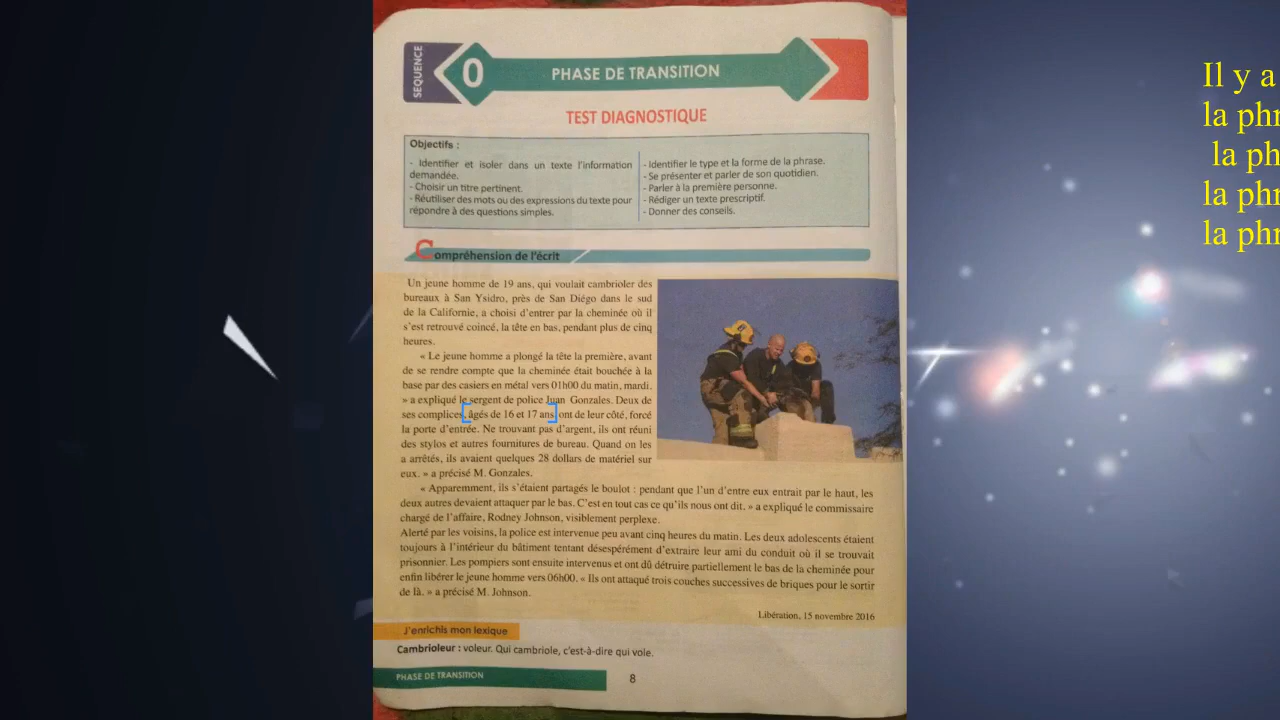 SEQUENCE
0
PHASE DE TRANSITION
TEST DIAGNOSTIQUE
Objectifs :
- Identifier et isoler dans un texte l'information
demandée.
- Choisir un titre pertinent.
- Réutiliser des mots ou des expressions du texte pour
répondre à des questions simples.
- Identifier le type et la forme de la phrase.
- Se présenter et parler de son quotidien.
- Parler à la première personne.
- Rédiger un texte prescriptif.
- Donner des conseils.
Compréhension de l'écrit
Un jeune homme de 19 ans, qui voulait cambrioler des
bureaux à San Ysidro, près de San Diégo dans le sud
de la Californie, a choisi d'entrer par la cheminée où il
s'est retrouvé coincé, la tête en bas, pendant plus de cinq
heures.
« Le jeune homme a plongé la tête la première, avant
de se rendre compte que la cheminée était bouchée à la
base par des casiers en métal vers 01h00 du matin, mardi.
» a expliqué le sergent de police Juan Gonzales. Deux de
ses complices, âgés de 16 et 17 ans, ont de leur côté, forcé
la porte d'entrée. Ne trouvant pas d'argent, ils ont réuni
des stylos et autres fournitures de bureau. Quand on les
a arrêtés, ils avaient quelques 28 dollars de matériel sur
eux. » a précisé M. Gonzales.
« Apparemment, ils s'étaient partagés le boulot : pendant que l'un d'entre eux entrait par le haut, les
deux autres devaient attaquer par le bas. C'est en tout cas ce qu'ils nous ont dit. » a expliqué le commissaire
chargé de l'affaire, Rodney Johnson, visiblement perplexe.
Alerté par les voisins, la police est intervenue peu avant cinq heures du matin. Les deux adolescents étaient
toujours à l'intérieur du bâtiment tentant désespérément d'extraire leur ami du conduit où il se trouvait
prisonnier. Les pompiers sont ensuite intervenus et ont dû détruire partiellement le bas de la cheminée pour
enfin libérer le jeune homme vers 06h00. « Ils ont attaqué trois couches successives de briques pour le sortir
de là. » a précisé M. Johnson.
Libération, 15 novembre 2016
J'enrichis mon lexique
Cambrioleur : voleur. Qui cambriole, c'est-à-dire qui vole.
PHASE DE TRANSITION
8
Il y a
la phr
la ph
la phr
la phr